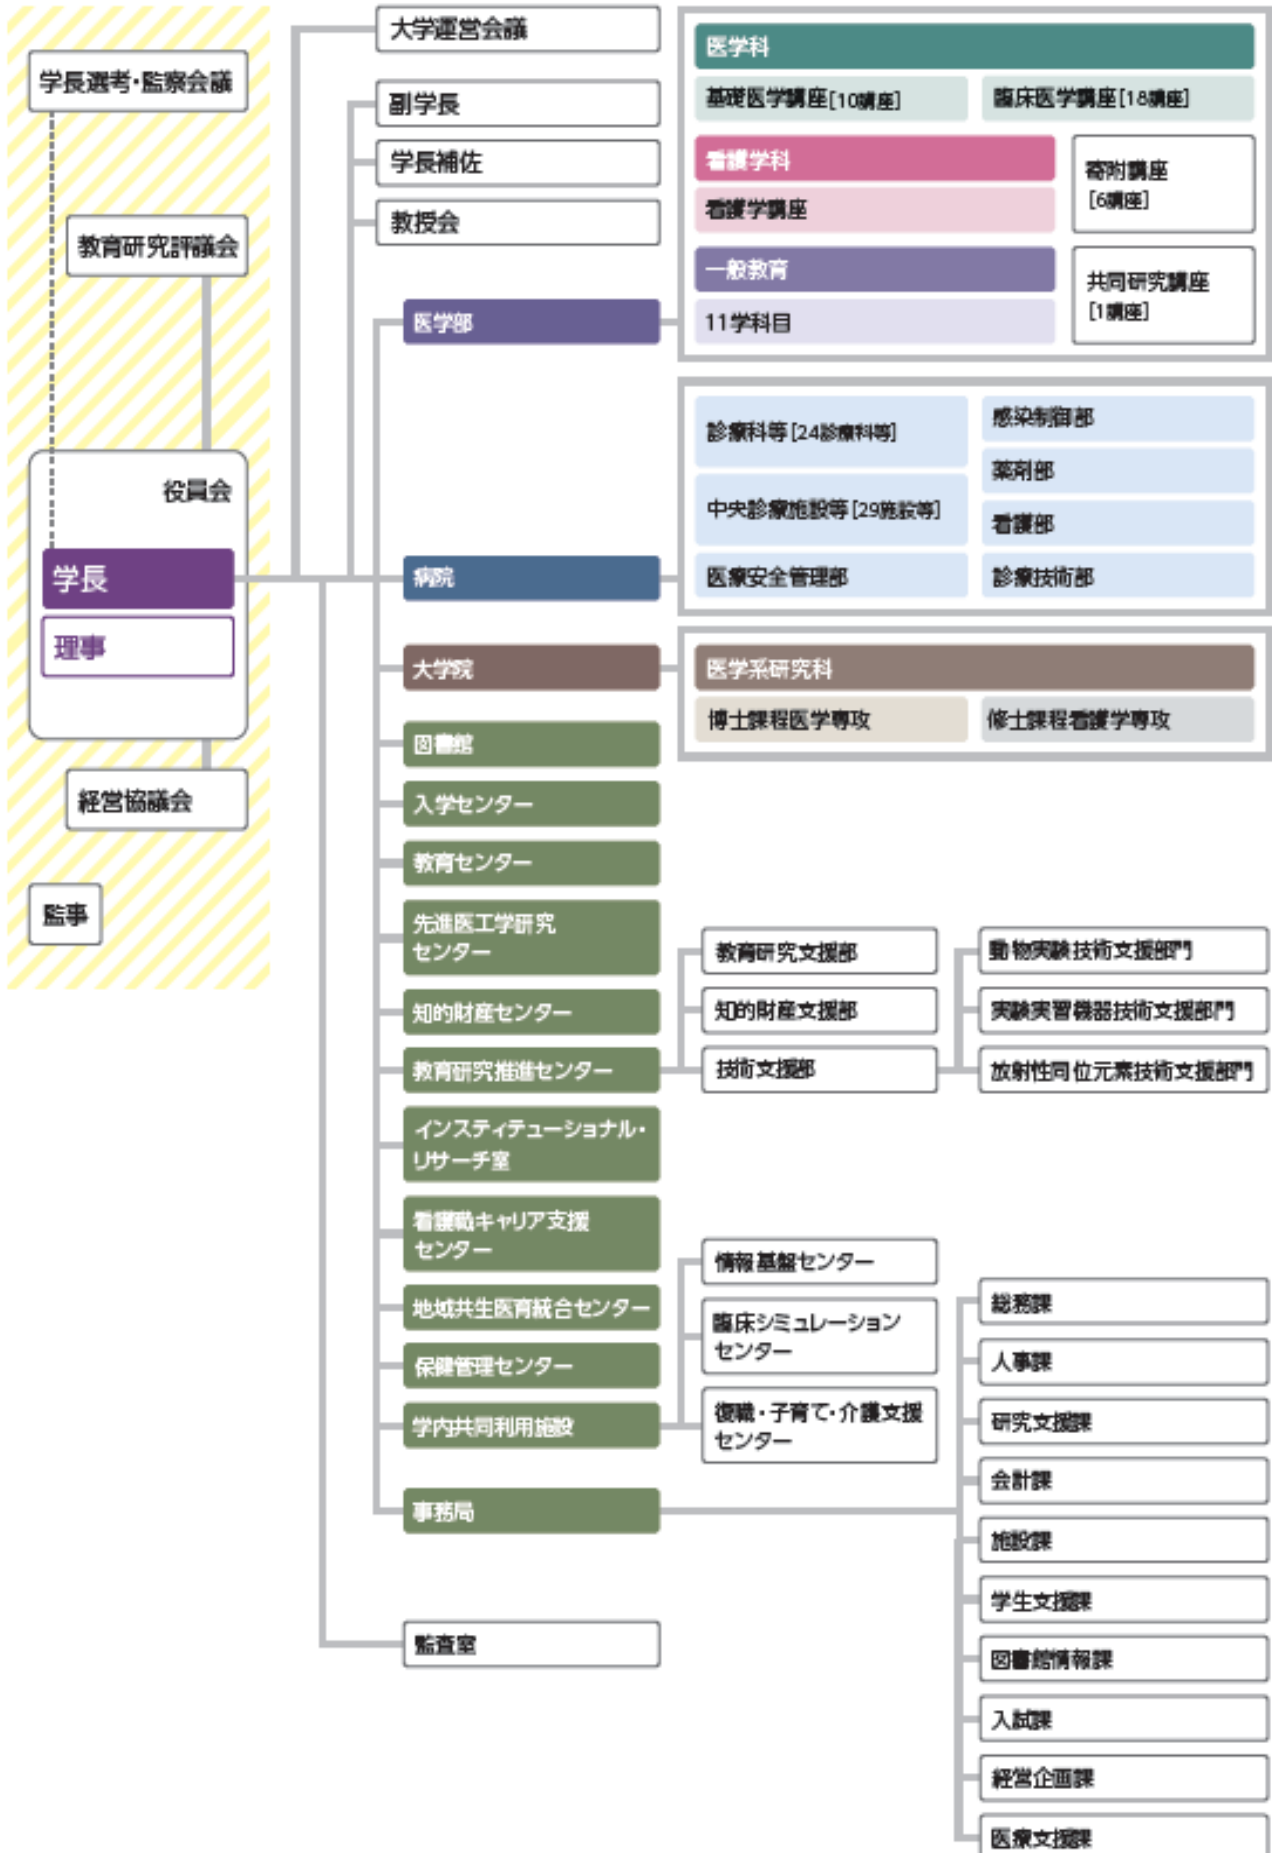 学長選考・監察会議
教育研究評議会
役員会
学長
理事
経営協議会
監事
大学運営会議
副学長
学長補佐
教授会
医学部
医学科
基礎医学講座[10講座]
臨床医学講座[18講座]
看護学科
看護学講座
寄附講座
[6講座]
一般教育
11学科目
共同研究講座
[1講座]
病院
診療科等[24診療科等]
中央診療施設等[29施設等]
医療安全管理部
感染制御部
薬剤部
看護部
診療技術部
大学院
医学系研究科
博士課程医学専攻
修士課程看護学専攻
図書館
入学センター
教育センター
先進医工学研究
センター
知的財産センター
教育研究推進センター
教育研究支援部
知的財産支援部
技術支援部
動物実験技術支援部門
実験実習機器技術支援部門
放射性同位元素技術支援部門
インスティテューショナル・
リサーチ室
看護職キャリア支援
センター
地域共生医育統合センター
保健管理センター
学内共同利用施設
情報基盤センター
臨床シミュレーション
センター
復職・子育て・介護支援
センター
事務局
総務課
人事課
研究支援課
会計課
施設課
学生支援課
図書館情報課
入試課
経営企画課
医療支援課
監査室